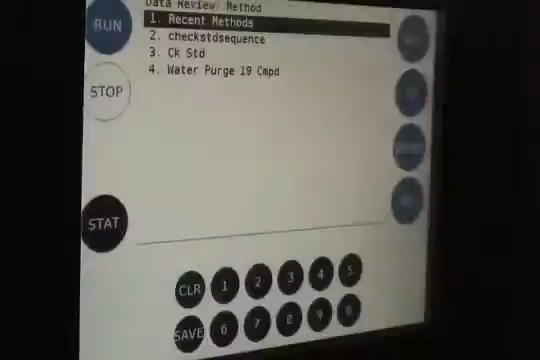 Data Review: Method
RUN
1. Recent Methods
2. checkstdsequence
3. Ck Std
4. Water Purge 19 Cmpd
STOP
STAT
CLR 1 2 3 4 5
SAVE 6 7 8 9 0